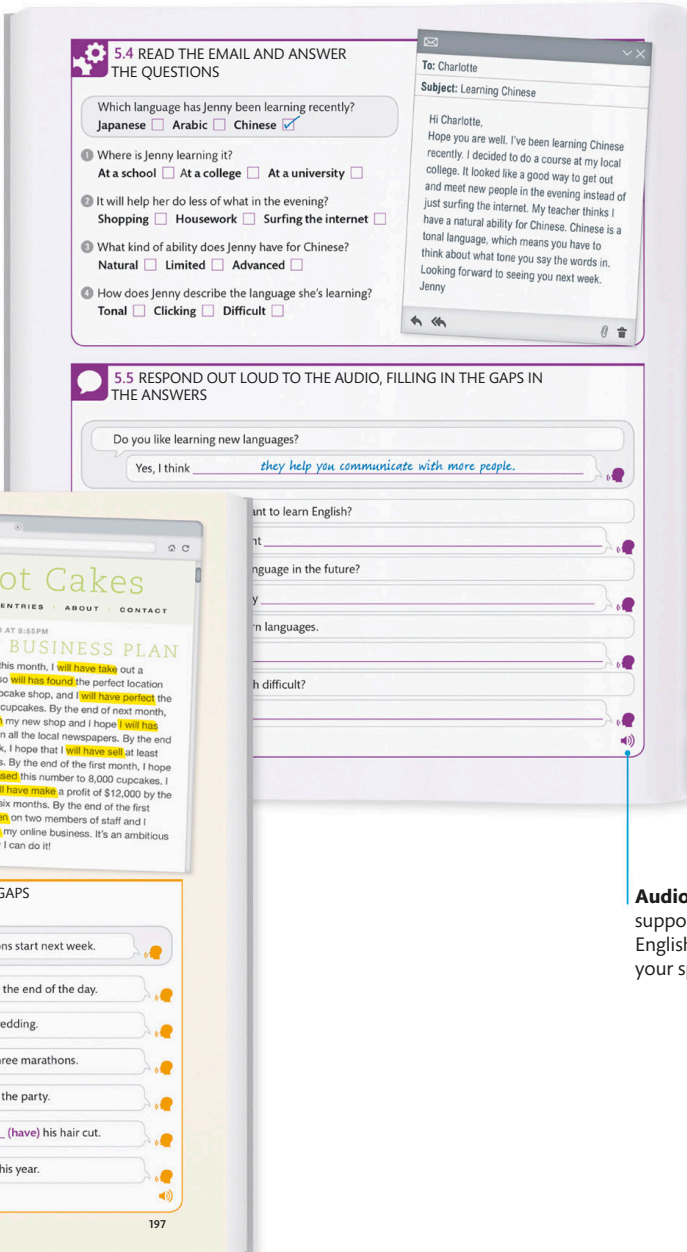 5.4 READ THE EMAIL AND ANSWER
THE QUESTIONS
Which language has Jenny been learning recently?
Japanese Arabic Chinese
1 Where is Jenny learning it?
At a school At a college At a university
2 It will help her do less of what in the evening?
Shopping Housework Surfing the internet
3 What kind of ability does Jenny have for Chinese?
Natural Limited Advanced
4 How does Jenny describe the language she's learning?
Tonal Clicking Difficult
To: Charlotte
Subject: Learning Chinese
Hi Charlotte,
Hope you are well. I've been learning Chinese
recently. I decided to do a course at my local
college. It looked like a good way to get out
and meet new people in the evening instead of
just surfing the internet. My teacher thinks I
have a natural ability for Chinese. Chinese is a
tonal language, which means you have to
think about what tone you say the words in.
Looking forward to seeing you next week.
Jenny
5.5 RESPOND OUT LOUD TO THE AUDIO, FILLING IN THE GAPS IN
THE ANSWERS
Do you like learning new languages?
Yes, I think they help you communicate with more people.
ant to learn English?
nt
nguage in the future?
y
rn languages.
h difficult?
ot Cakes
ENTRIES ABOUT CONTACT
AT 8:55PM
BUSINESS PLAN
this month, I will have take out a
so will has found the perfect location
pcake shop, and I will have perfect the
cupcakes. By the end of next month,
my new shop and I hope I will has
n all the local newspapers. By the end
k, I hope that I will have sell at least
s. By the end of the first month, I hope
sed this number to 8,000 cupcakes. I
ll have make a profit of $12,000 by the
six months. By the end of the first
en on two members of staff and I
my online business. It's an ambitious
I can do it!
GAPS
ons start next week.
the end of the day.
edding.
ree marathons.
the party.
(have) his hair cut.
his year.
197
Audio
suppo
English
your sp